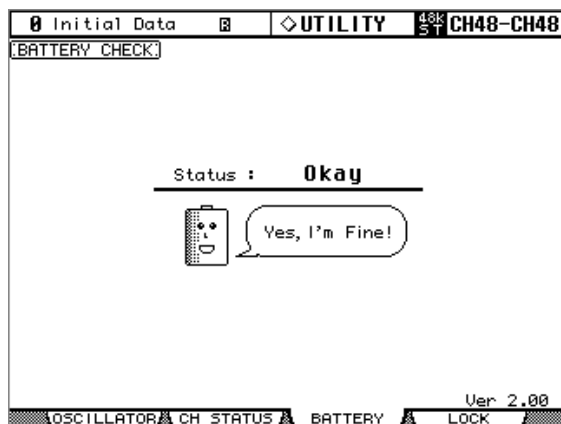 0 Initial Data R ◇UTILITY 48K ST CH48-CH48
BATTERY CHECK
Status : Okay
Yes, I'm Fine!
Ver 2.00
OSCILLATOR CH STATUS BATTERY LOCK